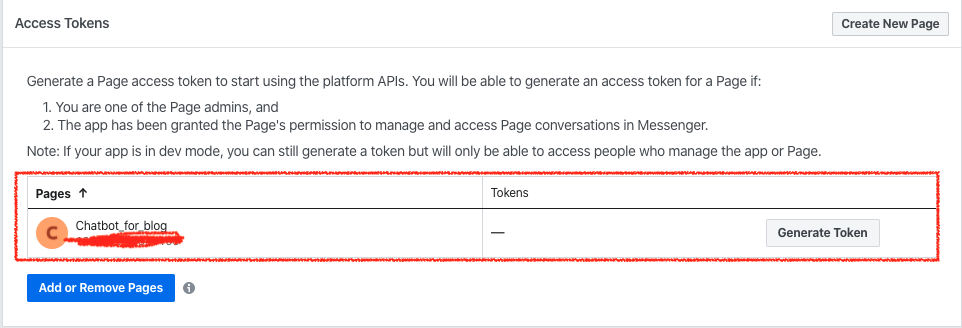 Access Tokens
Create New Page
Generate a Page access token to start using the platform APIs. You will be able to generate an access token for a Page if:
1. You are one of the Page admins, and
2. The app has been granted the Page's permission to manage and access Page conversations in Messenger.
Note: If your app is in dev mode, you can still generate a token but will only be able to access people who manage the app or Page.
Pages ↑ Tokens
C Chatbot_for_blog — Generate Token
Add or Remove Pages